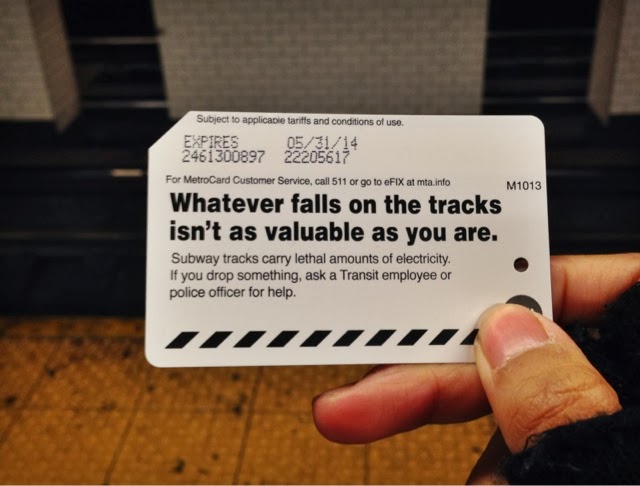 Subject to applicable tariffs and conditions of use.
EXPIRES 05/31/14
2461300897 22205617
For MetroCard Customer Service, call 511 or go to eFIX at mta.info
M1013
Whatever falls on the tracks
isn't as valuable as you are.
Subway tracks carry lethal amounts of electricity.
If you drop something, ask a Transit employee or
police officer for help.